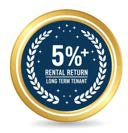 5%+
RENTAL RETURN
LONG TERM TENANT